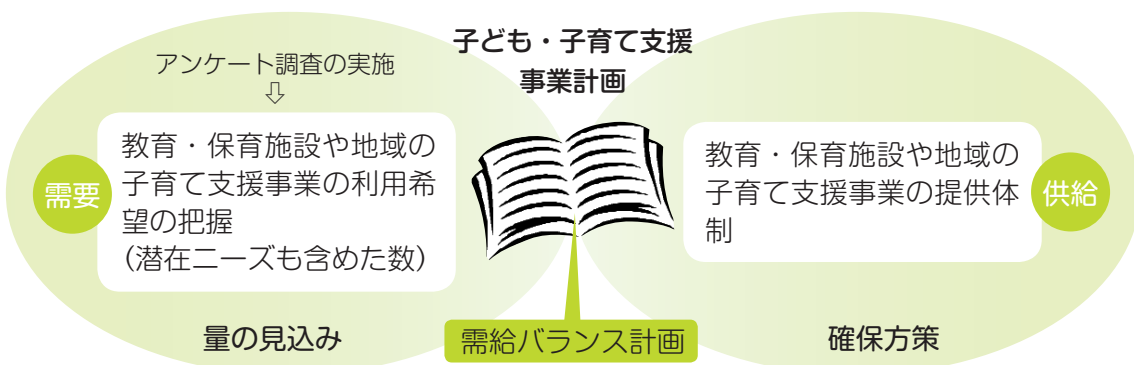 子ども・子育て支援
事業計画
アンケート調査の実施
⇩
需要
教育・保育施設や地域の
子育て支援事業の利用希
望の把握
（潜在ニーズも含めた数）
量の見込み
需給バランス計画
教育・保育施設や地域の
子育て支援事業の提供体
制
供給
確保方策